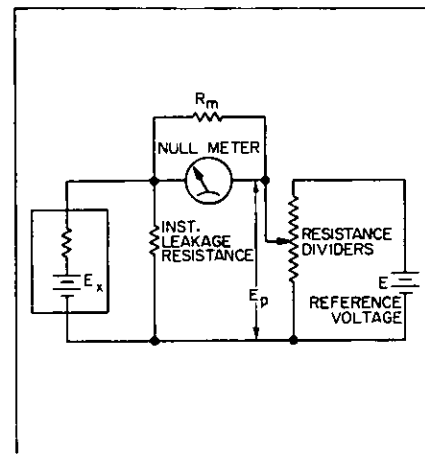 Rm
NULL METER
INST.
LEAKAGE
RESISTANCE
RESISTANCE
DIVIDERS
Ex
Ep
E
REFERENCE
VOLTAGE